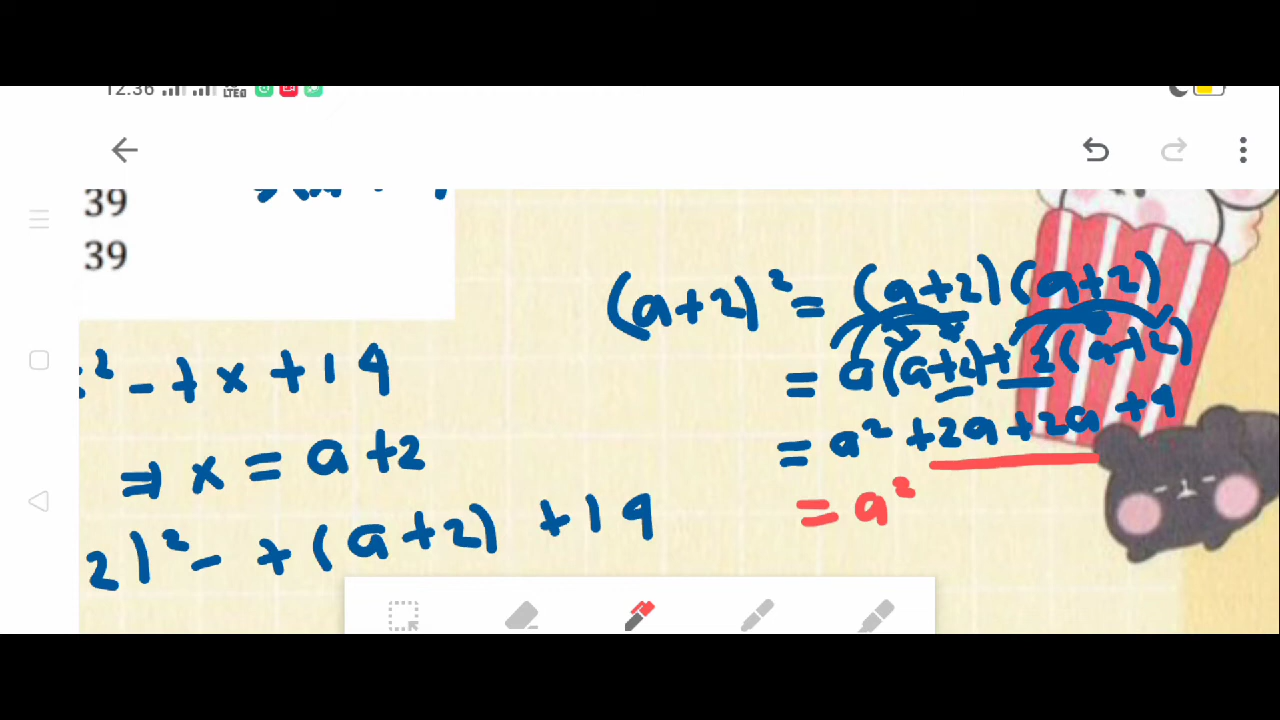 12.36
39
39
(a+2)² = (a+2)(a+2)
= a(a+2)+2(a+2)
² - 7x + 14
= a² + 2a + 2a + 4
⇒ x = a+2
= a²
2)² - 7(a+2) + 14